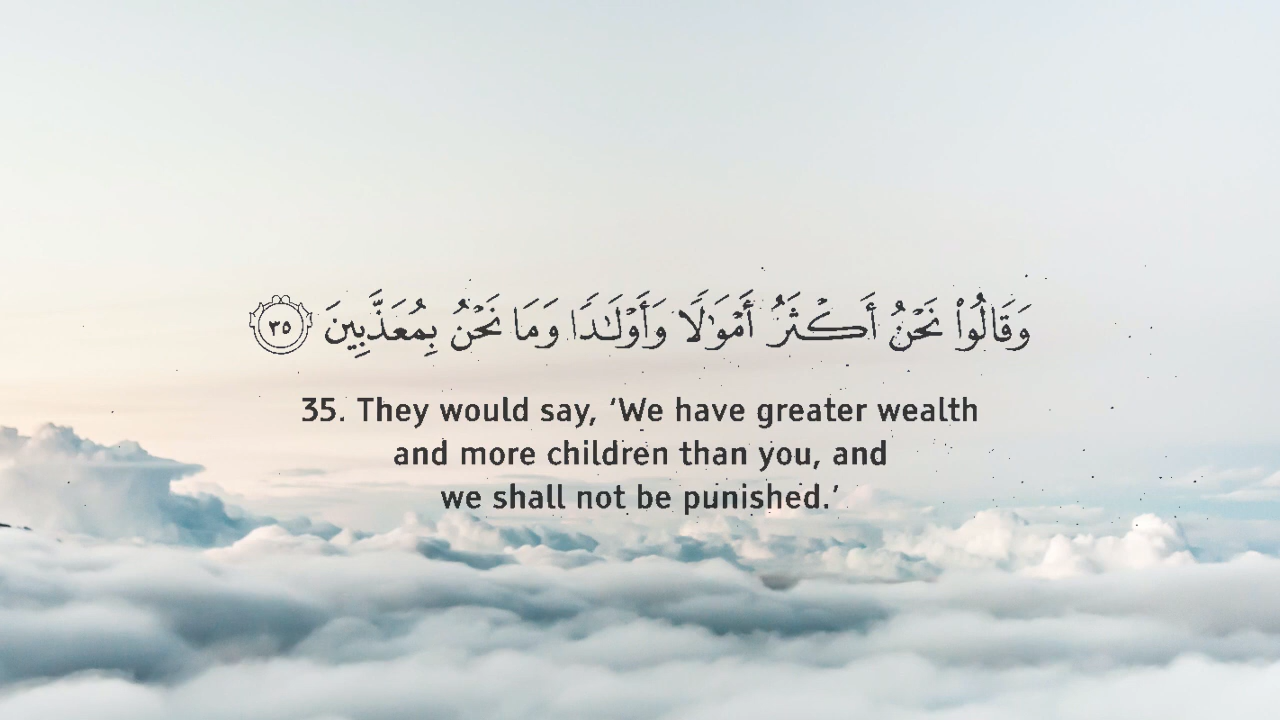 وَقَالُوا۟ نَحْنُ أَكْثَرُ أَمْوَٰلًا وَأَوْلَـٰدًا وَمَا نَحْنُ بِمُعَذَّبِينَ ٣٥
35. They would say, ‘We have greater wealth
and more children than you, and
we shall not be punished.’